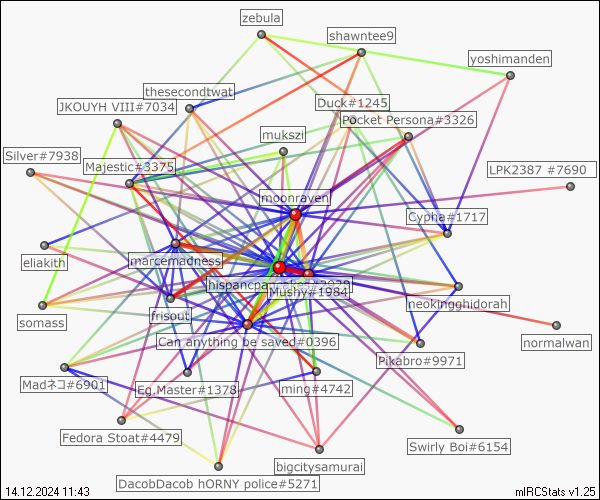 zebula
shawntee9
yoshimanden
thesecondtwat
JKOUYH VIII#7034
Duck#1245
Pocket Persona#3326
mukszi
Silver#7938
Majestic#3375
LPK2387 #7690
moonraven
Cypha#1717
eliakith
marcemadness
Mushy#1984
neokingghidorah
somass
frisout
Can anything be saved#0396
normalwan
Pikabro#9971
Madネコ#6901
Eg.Master#1378
ming#4742
Fedora Stoat#4479
Swirly Boi#6154
bigcitysamurai
DacobDacob hORNY police#5271
14.12.2024 11:43
mIRCStats v1.25